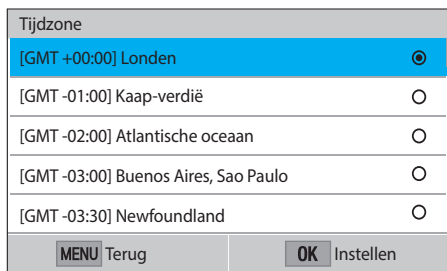 Tijdzone
[GMT +00:00] Londen
[GMT -01:00] Kaap-verdië
[GMT -02:00] Atlantische oceaan
[GMT -03:00] Buenos Aires, Sao Paulo
[GMT -03:30] Newfoundland
MENU Terug OK Instellen